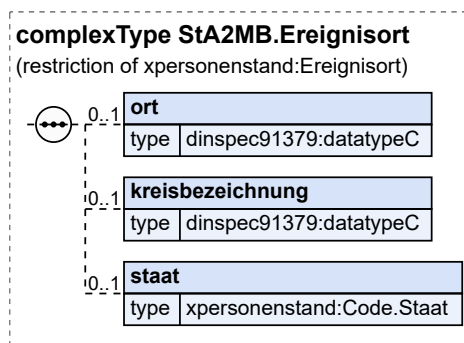 complexType StA2MB.Ereignisort
(restriction of xpersonenstand:Ereignisort)
0..1 ort
type dinspec91379:datatypeC
0..1 kreisbezeichnung
type dinspec91379:datatypeC
0..1 staat
type xpersonenstand:Code.Staat